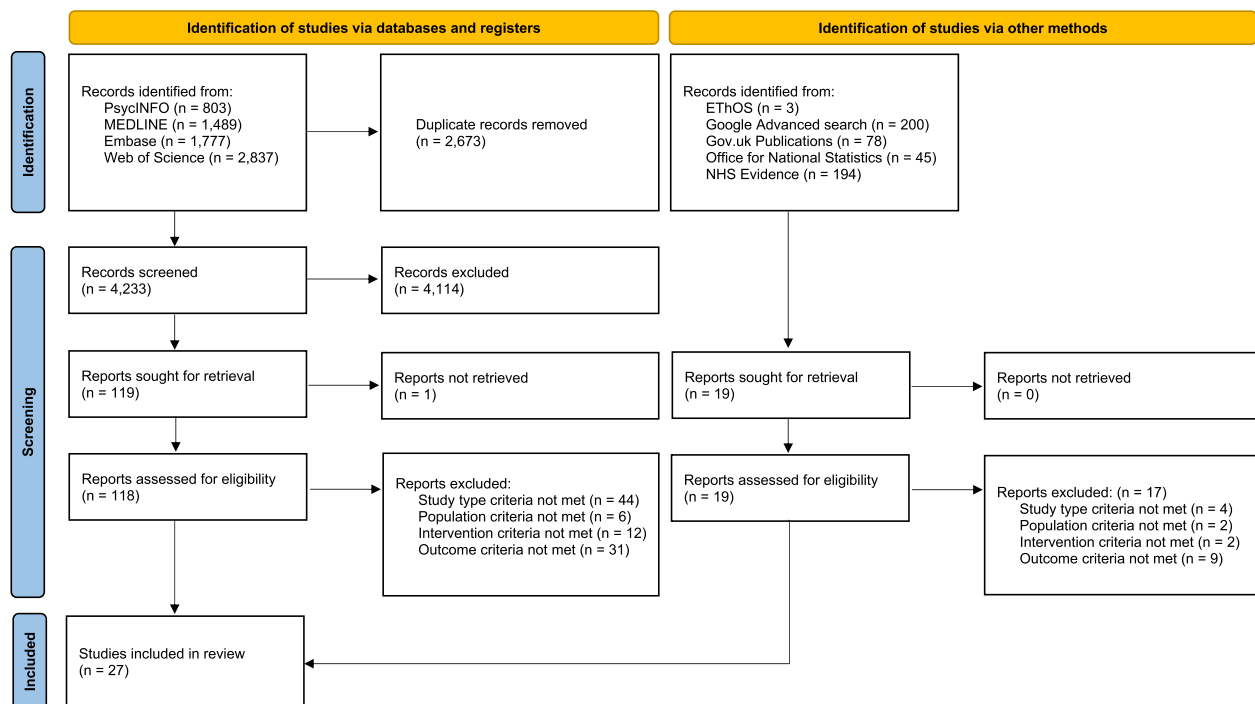 Identification of studies via databases and registers
Identification of studies via other methods
Identification
Records identified from:
PsycINFO (n = 803)
MEDLINE (n = 1,489)
Embase (n = 1,777)
Web of Science (n = 2,837)
Duplicate records removed
(n = 2,673)
Records identified from:
EThOS (n = 3)
Google Advanced search (n = 200)
Gov.uk Publications (n = 78)
Office for National Statistics (n = 45)
NHS Evidence (n = 194)
Screening
Records screened
(n = 4,233)
Records excluded
(n = 4,114)
Reports sought for retrieval
(n = 119)
Reports not retrieved
(n = 1)
Reports sought for retrieval
(n = 19)
Reports not retrieved
(n = 0)
Reports assessed for eligibility
(n = 118)
Reports excluded:
Study type criteria not met (n = 44)
Population criteria not met (n = 6)
Intervention criteria not met (n = 12)
Outcome criteria not met (n = 31)
Reports assessed for eligibility
(n = 19)
Reports excluded: (n = 17)
Study type criteria not met (n = 4)
Population criteria not met (n = 2)
Intervention criteria not met (n = 2)
Outcome criteria not met (n = 9)
Included
Studies included in review
(n = 27)